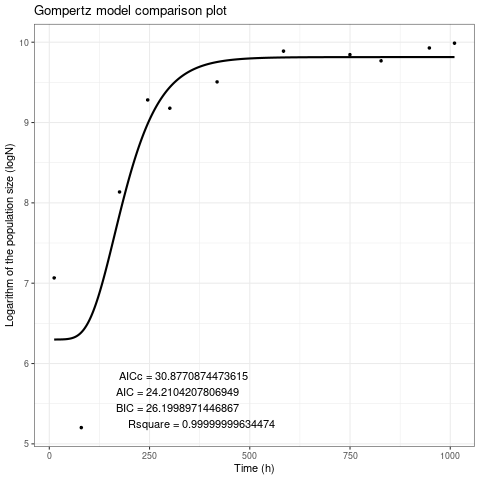 Gompertz model comparison plot
Logarithm of the population size (logN)
10
9
8
7
6
5
AICc = 30.8770874473615
AIC = 24.2104207806949
BIC = 26.1998971446867
Rsquare = 0.99999999634474
0 250 500 750 1000
Time (h)